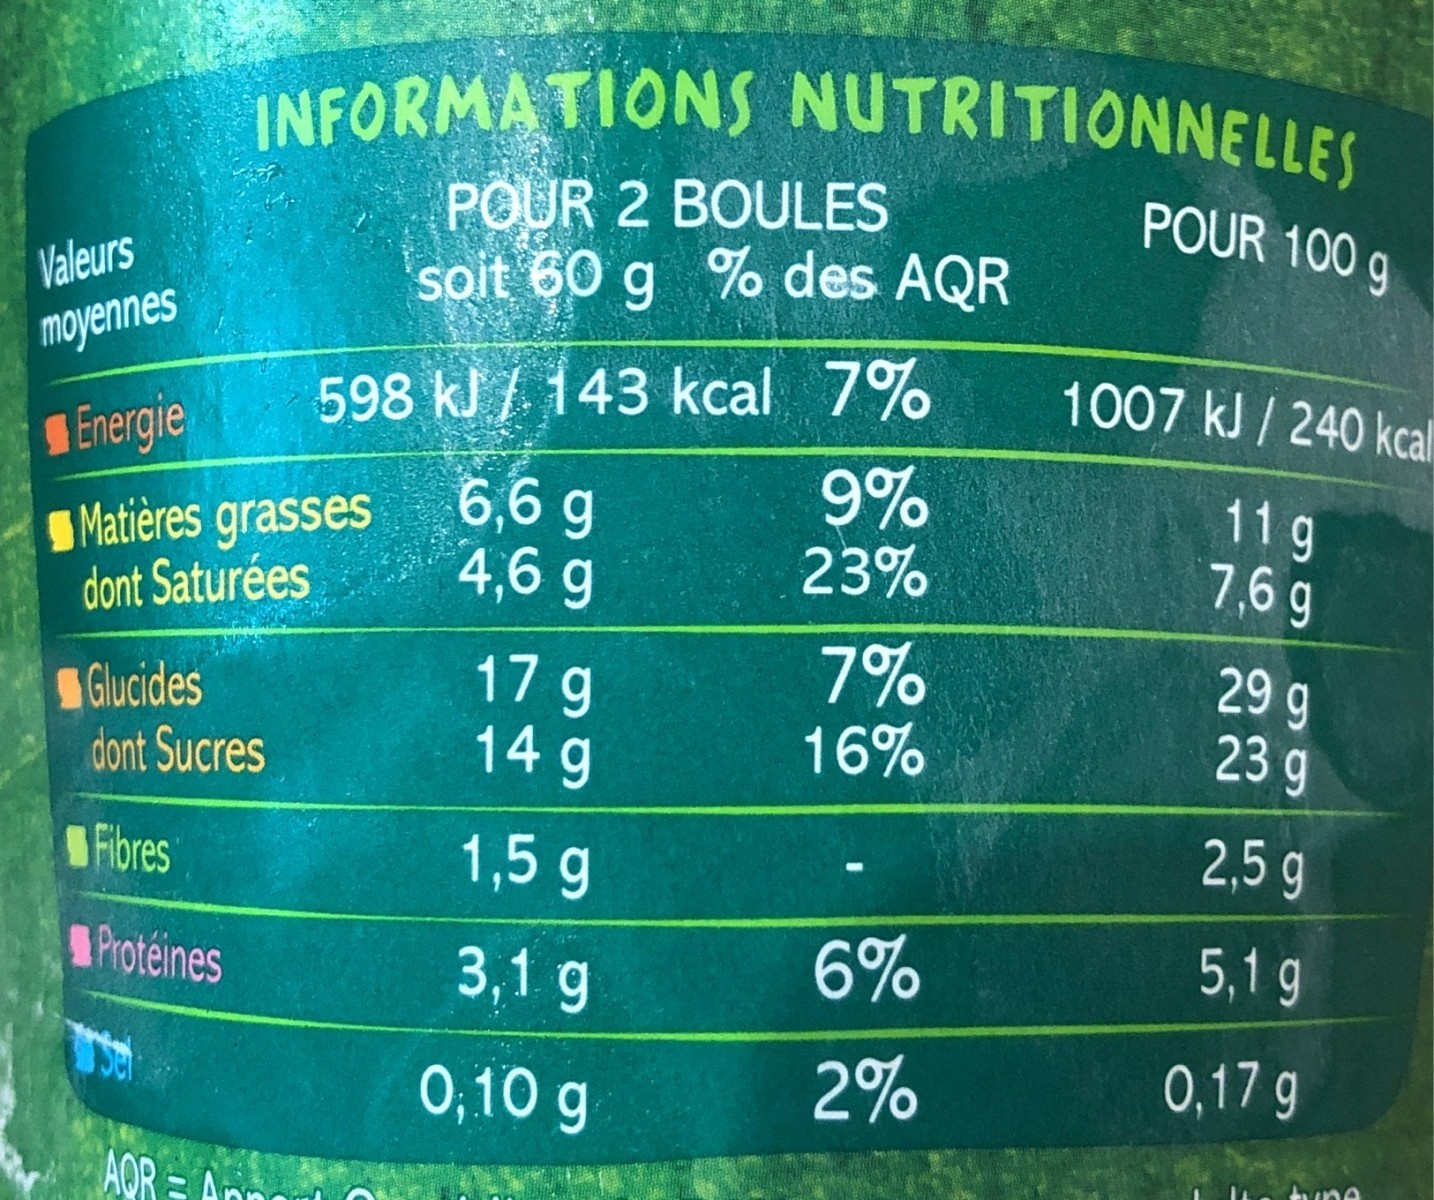 INFORMATIONS NUTRITIONNELLES
Valeurs moyennes
POUR 2 BOULES
soit 60 g % des AQR
POUR 100 g
Energie 598 kJ / 143 kcal 7% 1007 kJ / 240 kcal
Matières grasses 6,6 g 9% 11 g
dont Saturées 4,6 g 23% 7,6 g
Glucides 17 g 7% 29 g
dont Sucres 14 g 16% 23 g
Fibres 1,5 g - 2,5 g
Protéines 3,1 g 6% 5,1 g
Sel 0,10 g 2% 0,17 g
AQR =